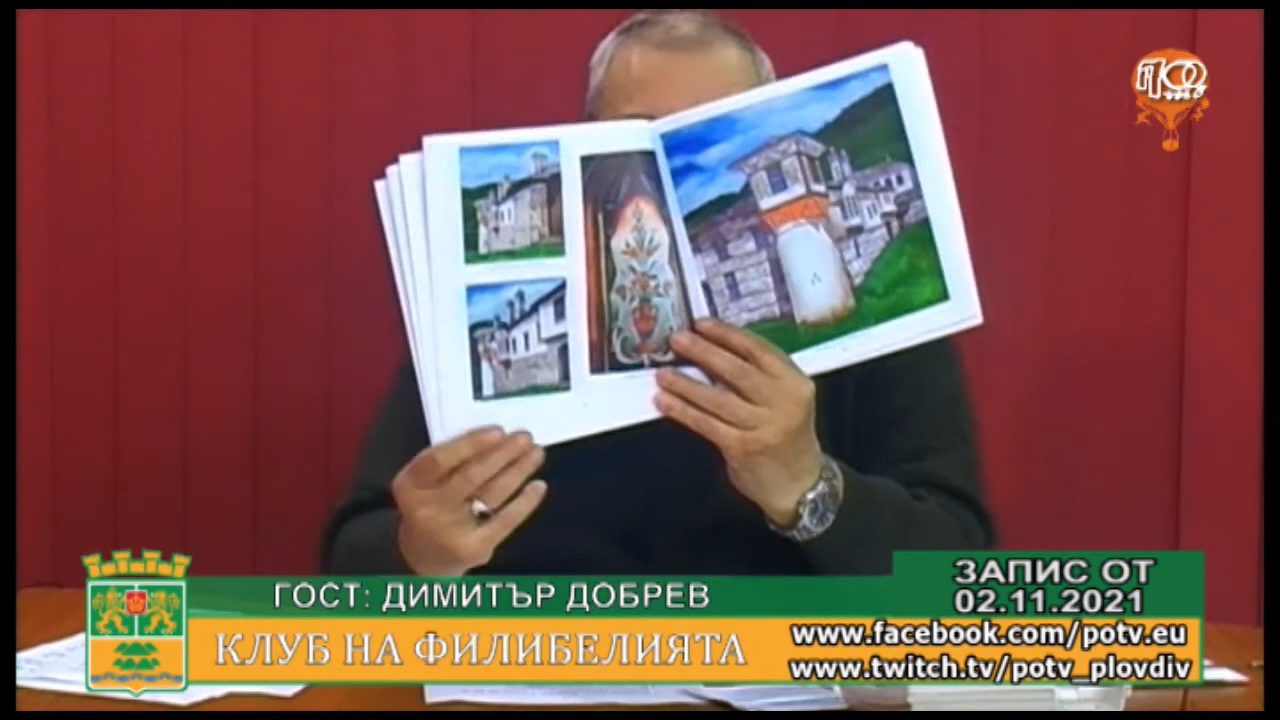 ГОСТ: ДИМИТЪР ДОБРЕВ
КЛУБ НА ФИЛИБЕЛИЯТА
ЗАПИС ОТ
02.11.2021
www.facebook.com/potv.eu
www.twitch.tv/potv_plovdiv